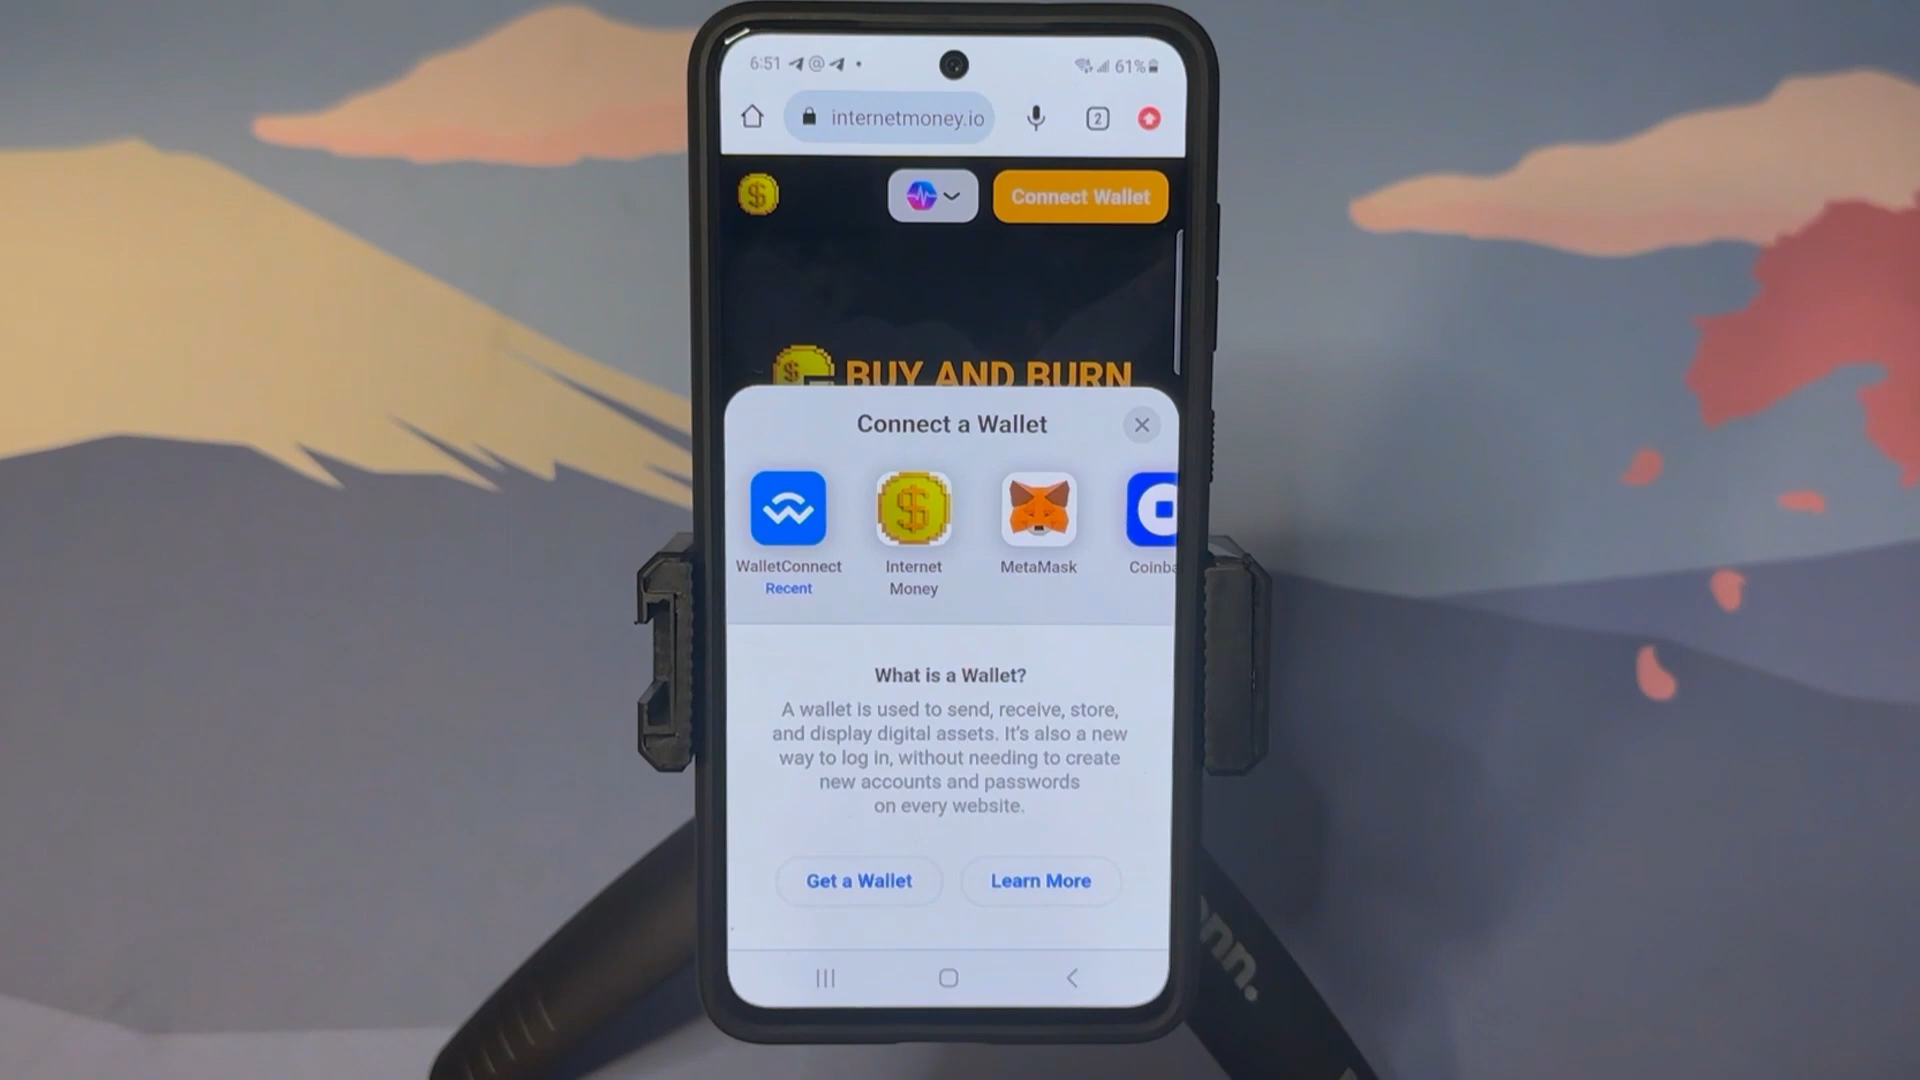 6:51
61%
internetmoney.io
2
Connect Wallet
BUY AND BURN
Connect a Wallet
WalletConnect
Recent
Internet
Money
MetaMask
Coinba
What is a Wallet?
A wallet is used to send, receive, store,
and display digital assets. It's also a new
way to log in, without needing to create
new accounts and passwords
on every website.
Get a Wallet
Learn More